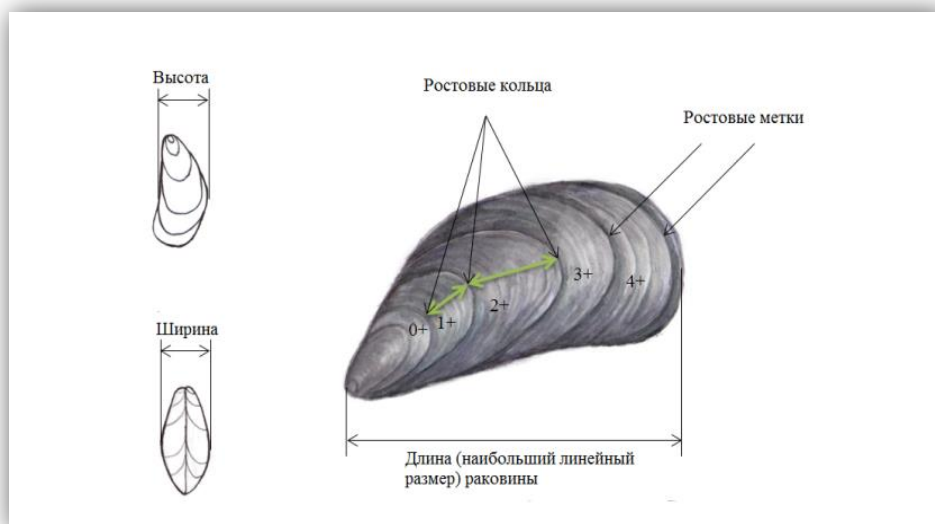 Высота
Ростовые кольца
Ростовые метки
3+
4+
2+
0+
1+
Ширина
Длина (наибольший линейный
размер) раковины